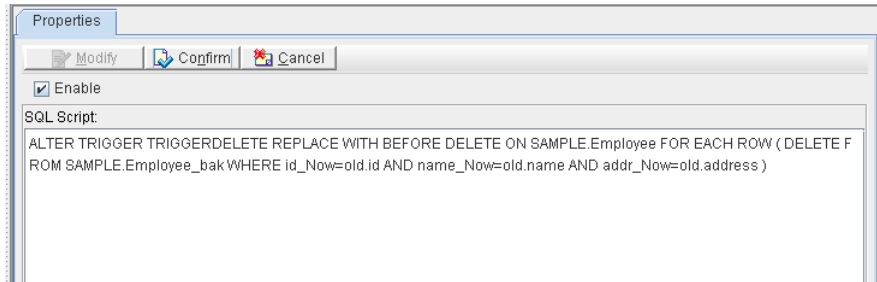 Properties
Modify Confirm Cancel
Enable
SQL Script:
ALTER TRIGGER TRIGGERDELETE REPLACE WITH BEFORE DELETE ON SAMPLE.Employee FOR EACH ROW ( DELETE F
ROM SAMPLE.Employee_bak WHERE id_Now=old.id AND name_Now=old.name AND addr_Now=old.address )